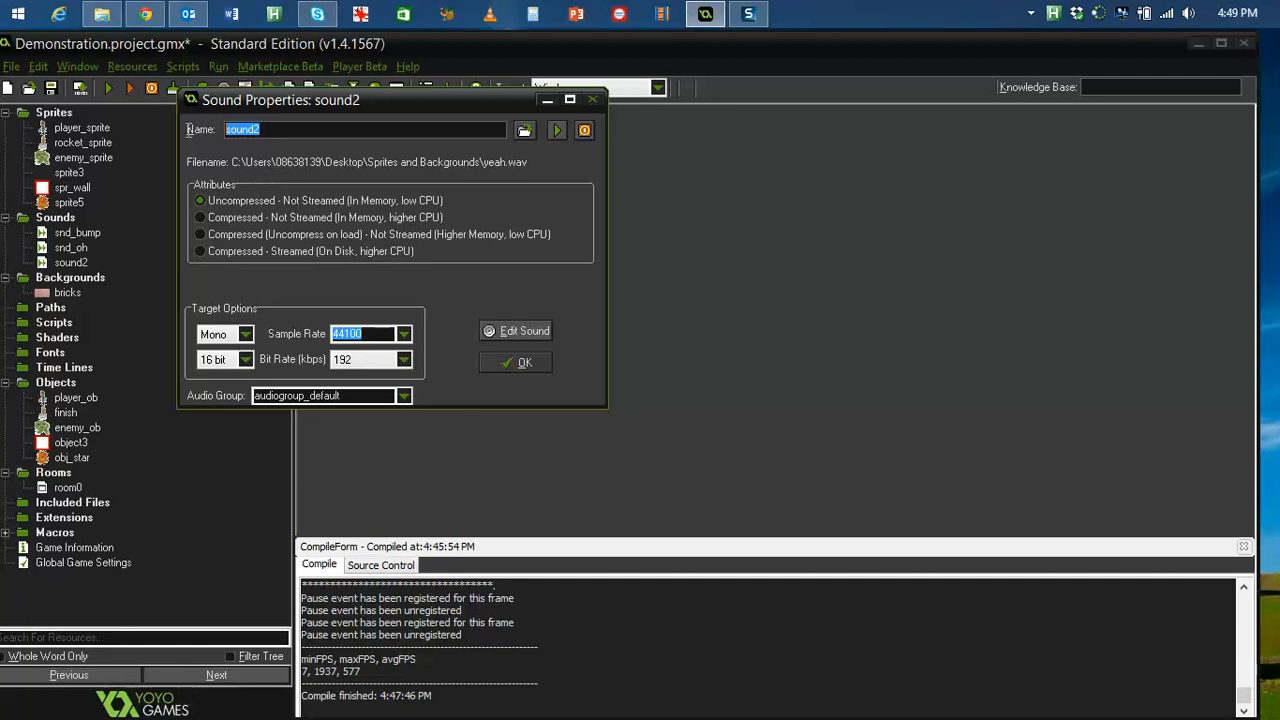 4:49 PM
Demonstration.project.gmx* - Standard Edition (v1.4.1567)
File Edit Window Resources Scripts Run Marketplace Beta Player Beta Help
Knowledge Base:
Sprites
player_sprite
rocket_sprite
enemy_sprite
sprite3
spr_wall
sprite5
Sounds
snd_bump
snd_oh
sound2
Backgrounds
bricks
Paths
Scripts
Shaders
Fonts
Time Lines
Objects
player_ob
finish
enemy_ob
object3
obj_star
Rooms
room0
Included Files
Extensions
Macros
Game Information
Global Game Settings
Search For Resources...
Whole Word Only Filter Tree
Previous Next
YOYO
GAMES
Sound Properties: sound2
Name: sound2
Filename: C:\Users\08638139\Desktop\Sprites and Backgrounds\yeah.wav
Attributes
Uncompressed - Not Streamed (In Memory, low CPU)
Compressed - Not Streamed (In Memory, higher CPU)
Compressed (Uncompress on load) - Not Streamed (Higher Memory, low CPU)
Compressed - Streamed (On Disk, higher CPU)
Target Options
Mono Sample Rate 44100
16 bit Bit Rate (kbps) 192
Edit Sound
OK
Audio Group: audiogroup_default
CompileForm - Compiled at:4:45:54 PM
Compile Source Control
Pause event has been registered for this frame
Pause event has been unregistered
Pause event has been registered for this frame
Pause event has been unregistered
minFPS, maxFPS, avgFPS
7, 1937, 577
Compile finished: 4:47:46 PM